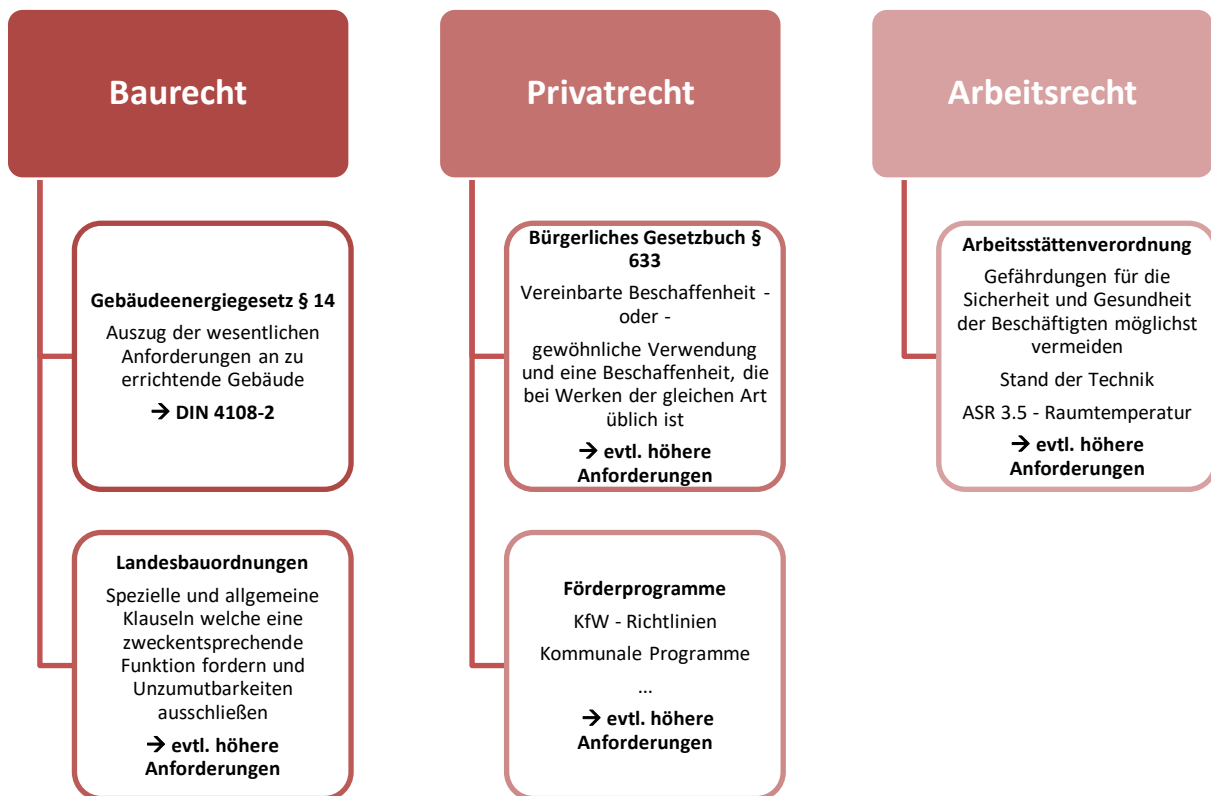 Baurecht
Gebäudeenergiegesetz § 14
Auszug der wesentlichen
Anforderungen an zu
errichtende Gebäude
→ DIN 4108-2
Landesbauordnungen
Spezielle und allgemeine
Klauseln welche eine
zweckentsprechende
Funktion fordern und
Unzumutbarkeiten
ausschließen
→ evtl. höhere
Anforderungen
Privatrecht
Bürgerliches Gesetzbuch §
633
Vereinbarte Beschaffenheit -
oder -
gewöhnliche Verwendung
und eine Beschaffenheit, die
bei Werken der gleichen Art
üblich ist
→ evtl. höhere
Anforderungen
Förderprogramme
KfW - Richtlinien
Kommunale Programme
...
→ evtl. höhere
Anforderungen
Arbeitsrecht
Arbeitsstättenverordnung
Gefährdungen für die
Sicherheit und Gesundheit
der Beschäftigten möglichst
vermeiden
Stand der Technik
ASR 3.5 - Raumtemperatur
→ evtl. höhere
Anforderungen